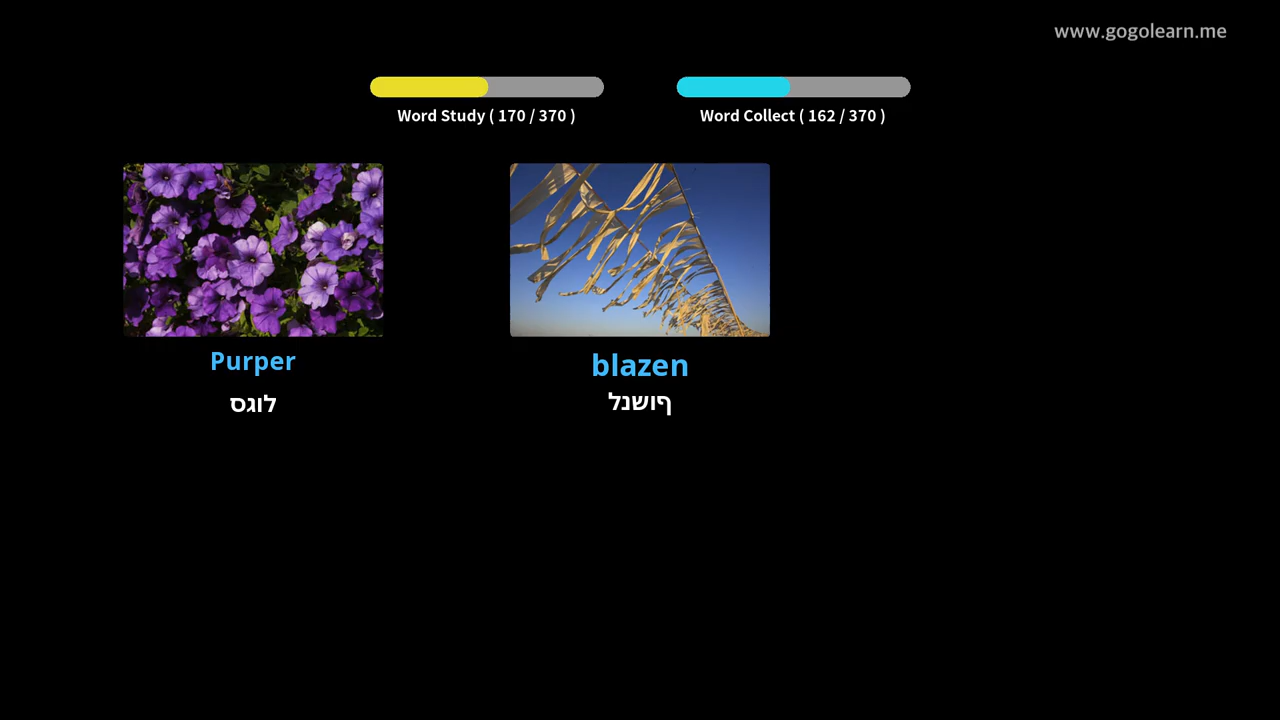 www.gogolearn.me
Word Study ( 170 / 370 )
Word Collect ( 162 / 370 )
Purper
לוגס
blazen
ףושנל